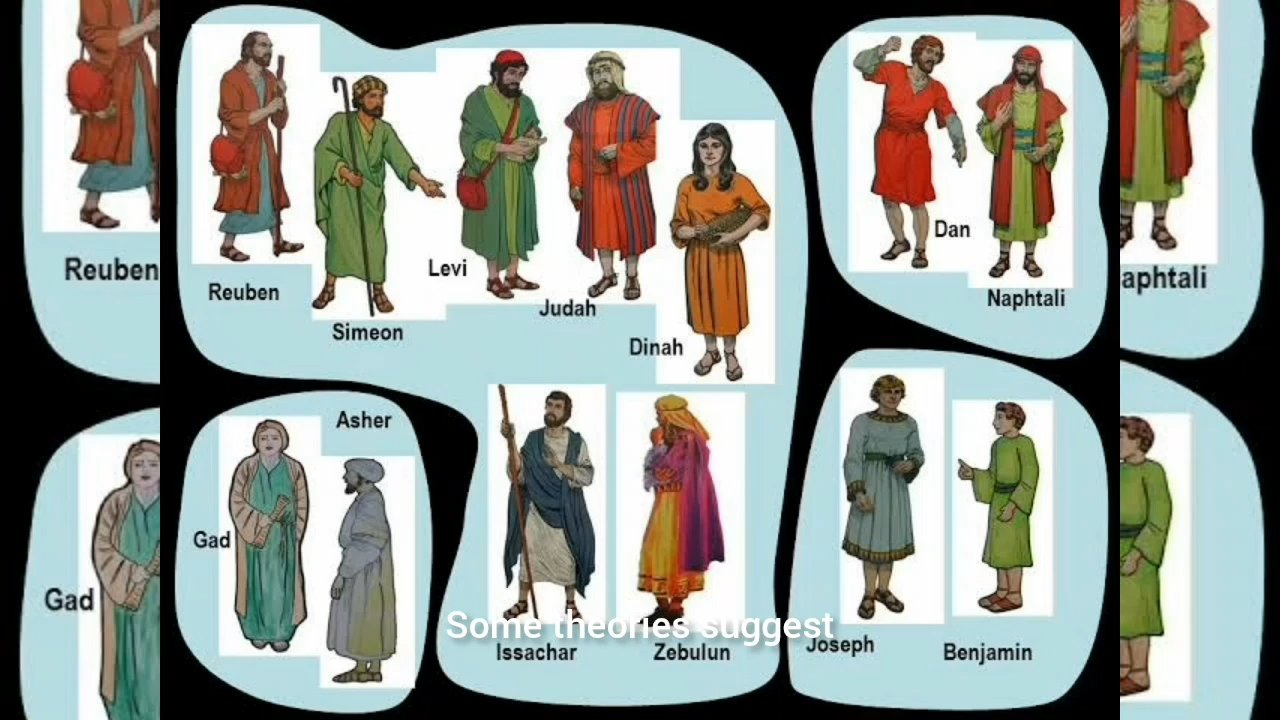 Reuben
Reuben
Simeon
Levi
Judah
Dinah
Dan
Naphtali
aphtali
Asher
Gad
Gad
Some theories suggest
Issachar
Zebulun
Joseph
Benjamin